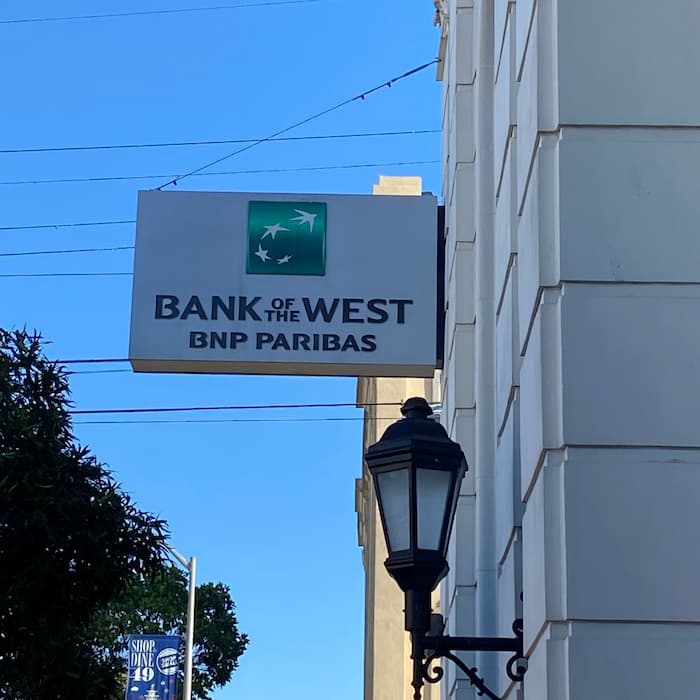 BANK OF THE WEST
BNP PARIBAS
SHOP
DINE
49